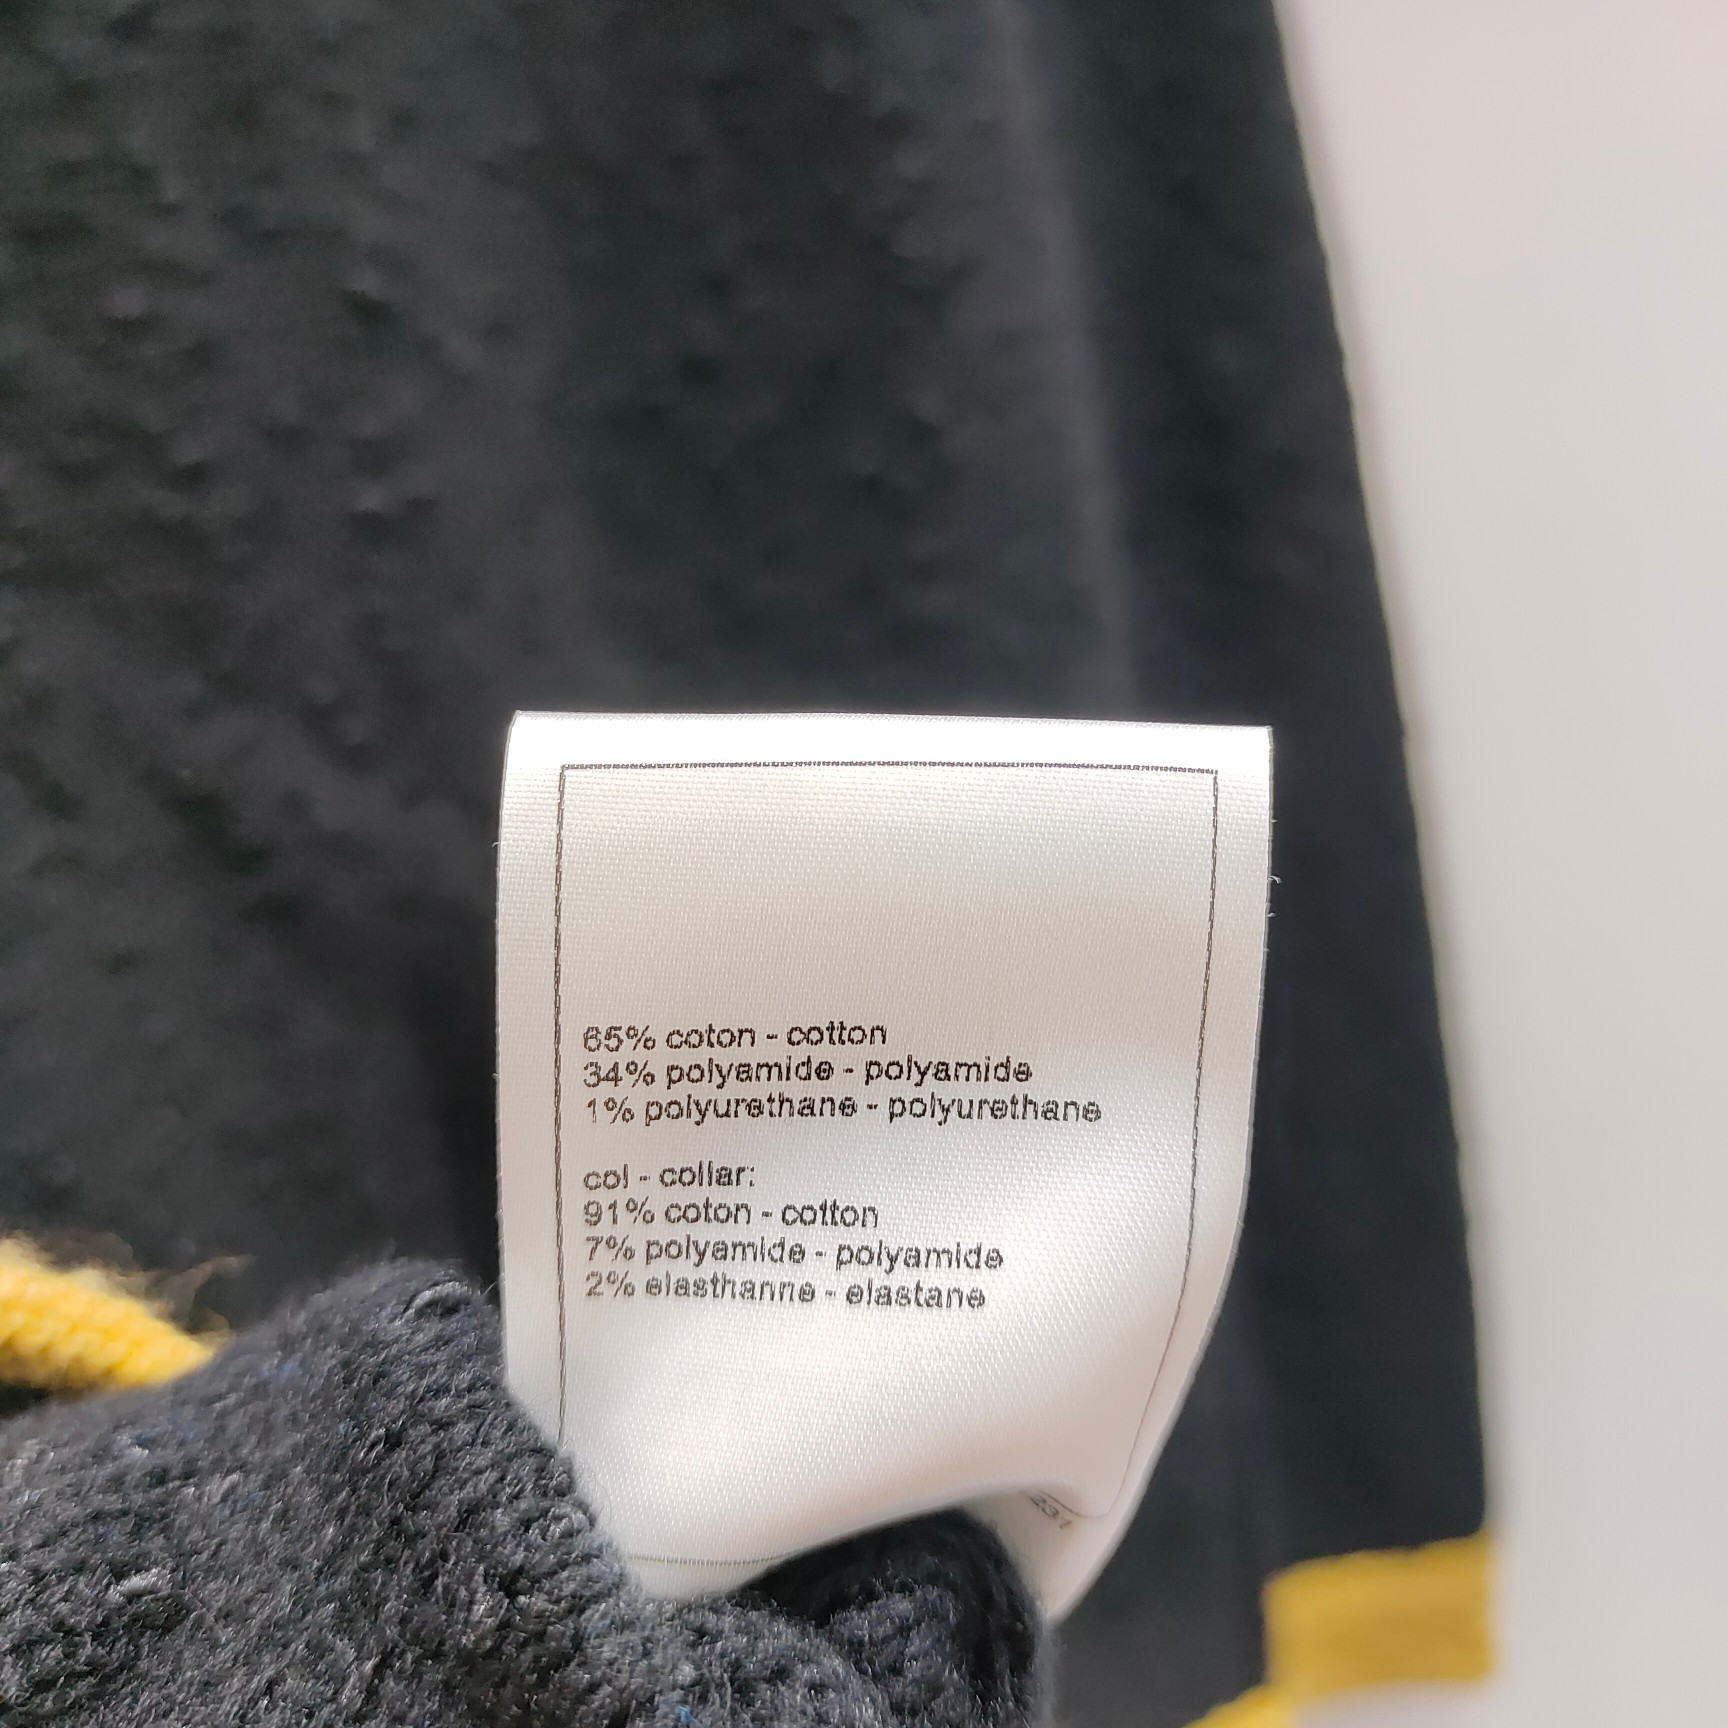 65% coton - cotton
34% polyamide - polyamide
1% polyurethane - polyurethane
col - collar:
91% coton - cotton
7% polyamide - polyamide
2% elasthanne - elastane